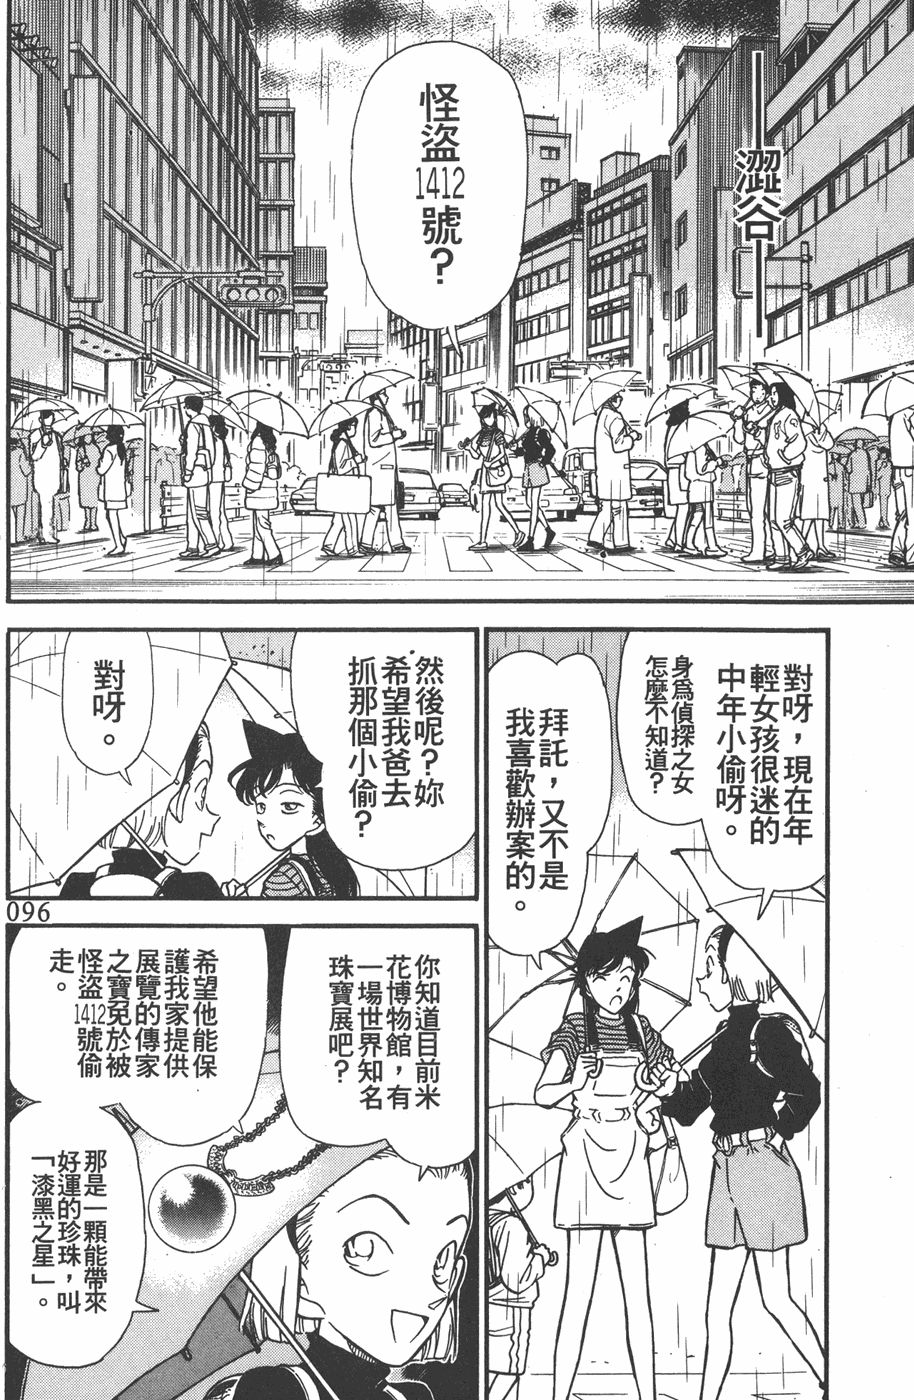 澀谷
怪盜
1412
號？
對呀，現在年
輕女孩很迷的
中年小偷呀。
身為偵探之女
怎麼不知道？
拜託，又不是
我喜歡辦案的。
然後呢？妳
希望我爸去
抓那個小偷？
對呀。
096
你知道目前米
花博物館，有
一場世界知名
珠寶展吧？
希望他能保
護我家提供
展覽的傳家
之寶免於被
怪盜1412號偷
走。
那是一顆能帶來
好運的珍珠，叫
「漆黑之星」。